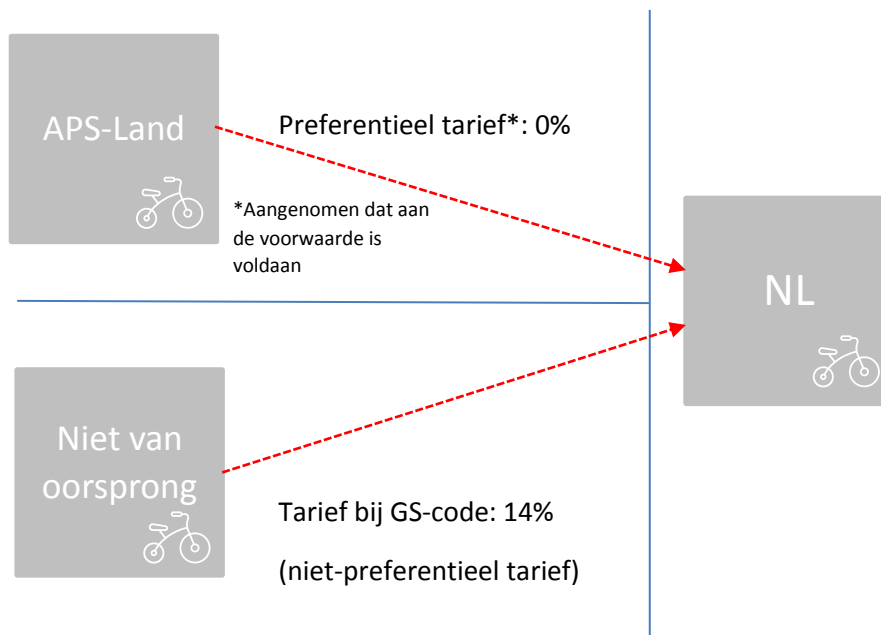 APS-Land
Preferentieel tarief*: 0%
*Aangenomen dat aan
de voorwaarde is
voldaan
NL
Niet van
oorsprong
Tarief bij GS-code: 14%
(niet-preferentieel tarief)